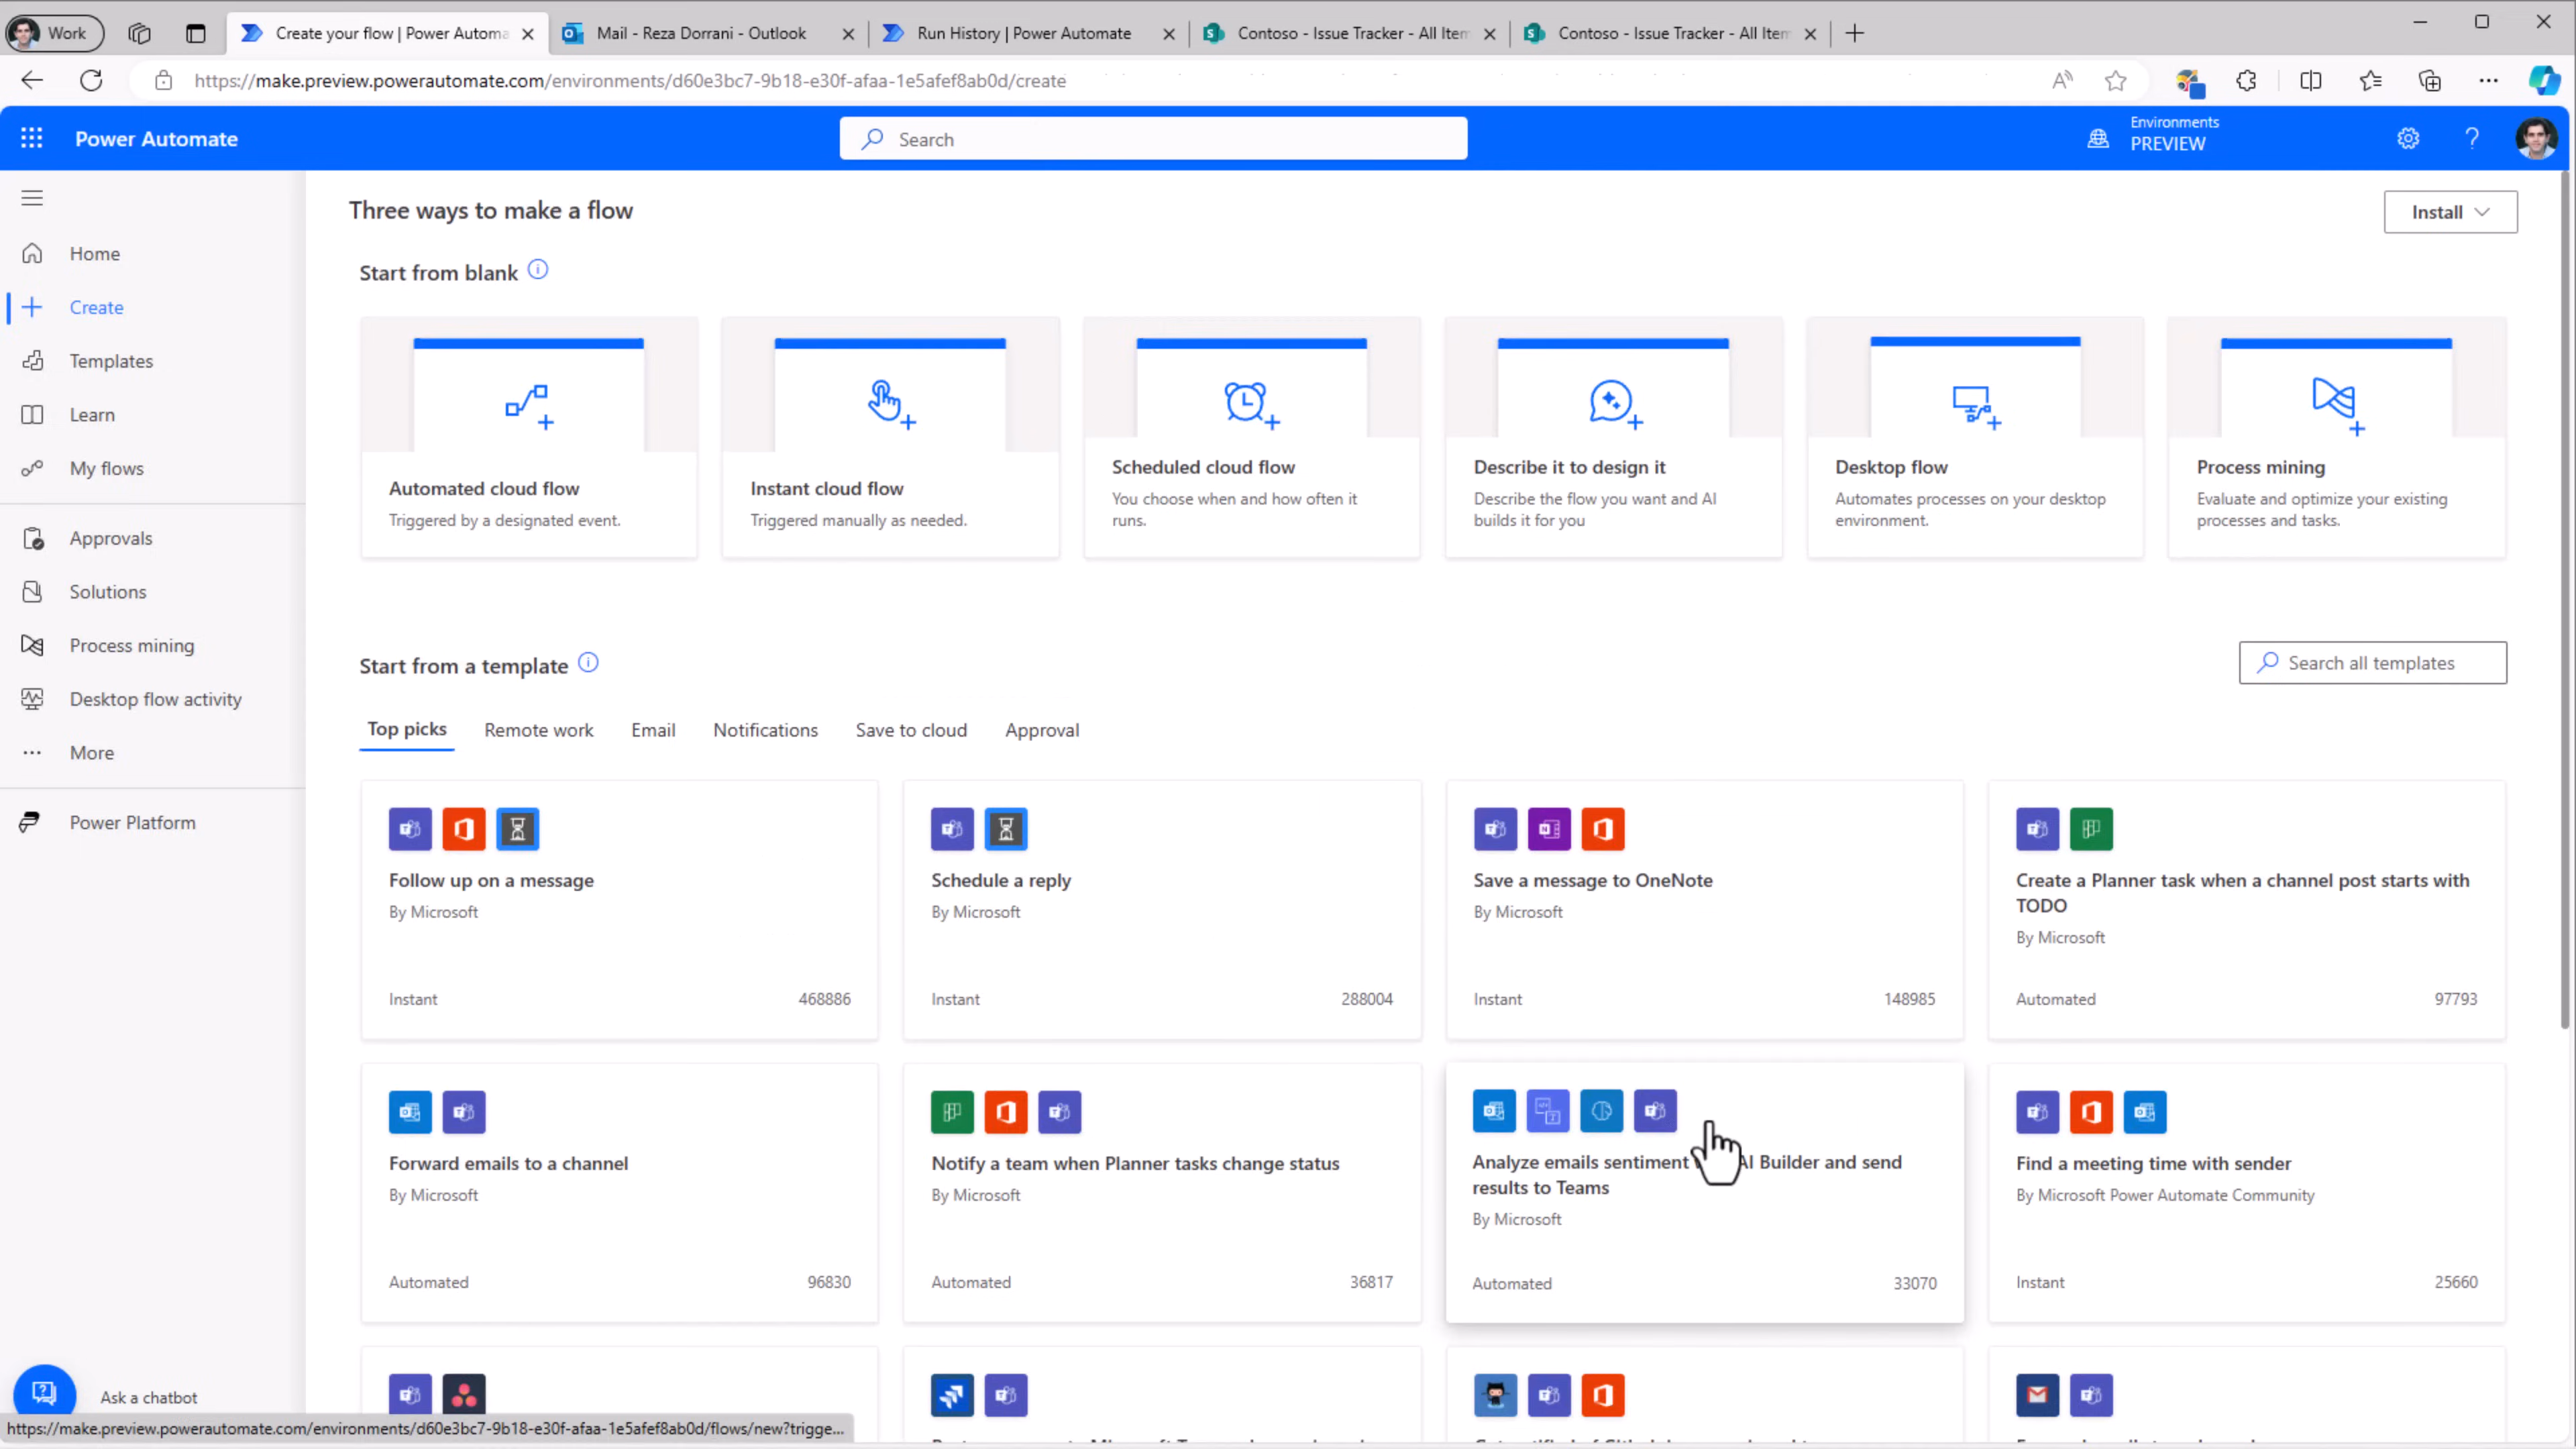 Work
Create your flow | Power Automa
Mail - Reza Dorrani - Outlook
Run History | Power Automate
Contoso - Issue Tracker - All Item
Contoso - Issue Tracker - All Item
https://make.preview.powerautomate.com/environments/d60e3bc7-9b18-e30f-afaa-1e5afef8ab0d/create
Power Automate
Search
Environments
PREVIEW
Home
Create
Templates
Learn
My flows
Approvals
Solutions
Process mining
Desktop flow activity
More
Power Platform
Ask a chatbot
Three ways to make a flow
Install
Start from blank
Automated cloud flow
Triggered by a designated event.
Instant cloud flow
Triggered manually as needed.
Scheduled cloud flow
You choose when and how often it
runs.
Describe it to design it
Describe the flow you want and AI
builds it for you
Desktop flow
Automates processes on your desktop
environment.
Process mining
Evaluate and optimize your existing
processes and tasks.
Start from a template
Search all templates
Top picks
Remote work
Email
Notifications
Save to cloud
Approval
Follow up on a message
By Microsoft
Instant
468886
Schedule a reply
By Microsoft
Instant
288004
Save a message to OneNote
By Microsoft
Instant
148985
Create a Planner task when a channel post starts with
TODO
By Microsoft
Automated
97793
Forward emails to a channel
By Microsoft
Automated
96830
Notify a team when Planner tasks change status
By Microsoft
Automated
36817
Analyze emails sentiment AI Builder and send
results to Teams
By Microsoft
Automated
33070
Find a meeting time with sender
By Microsoft Power Automate Community
Instant
25660
https://make.preview.powerautomate.com/environments/d60e3bc7-9b18-e30f-afaa-1e5afef8ab0d/flows/new?trigge...